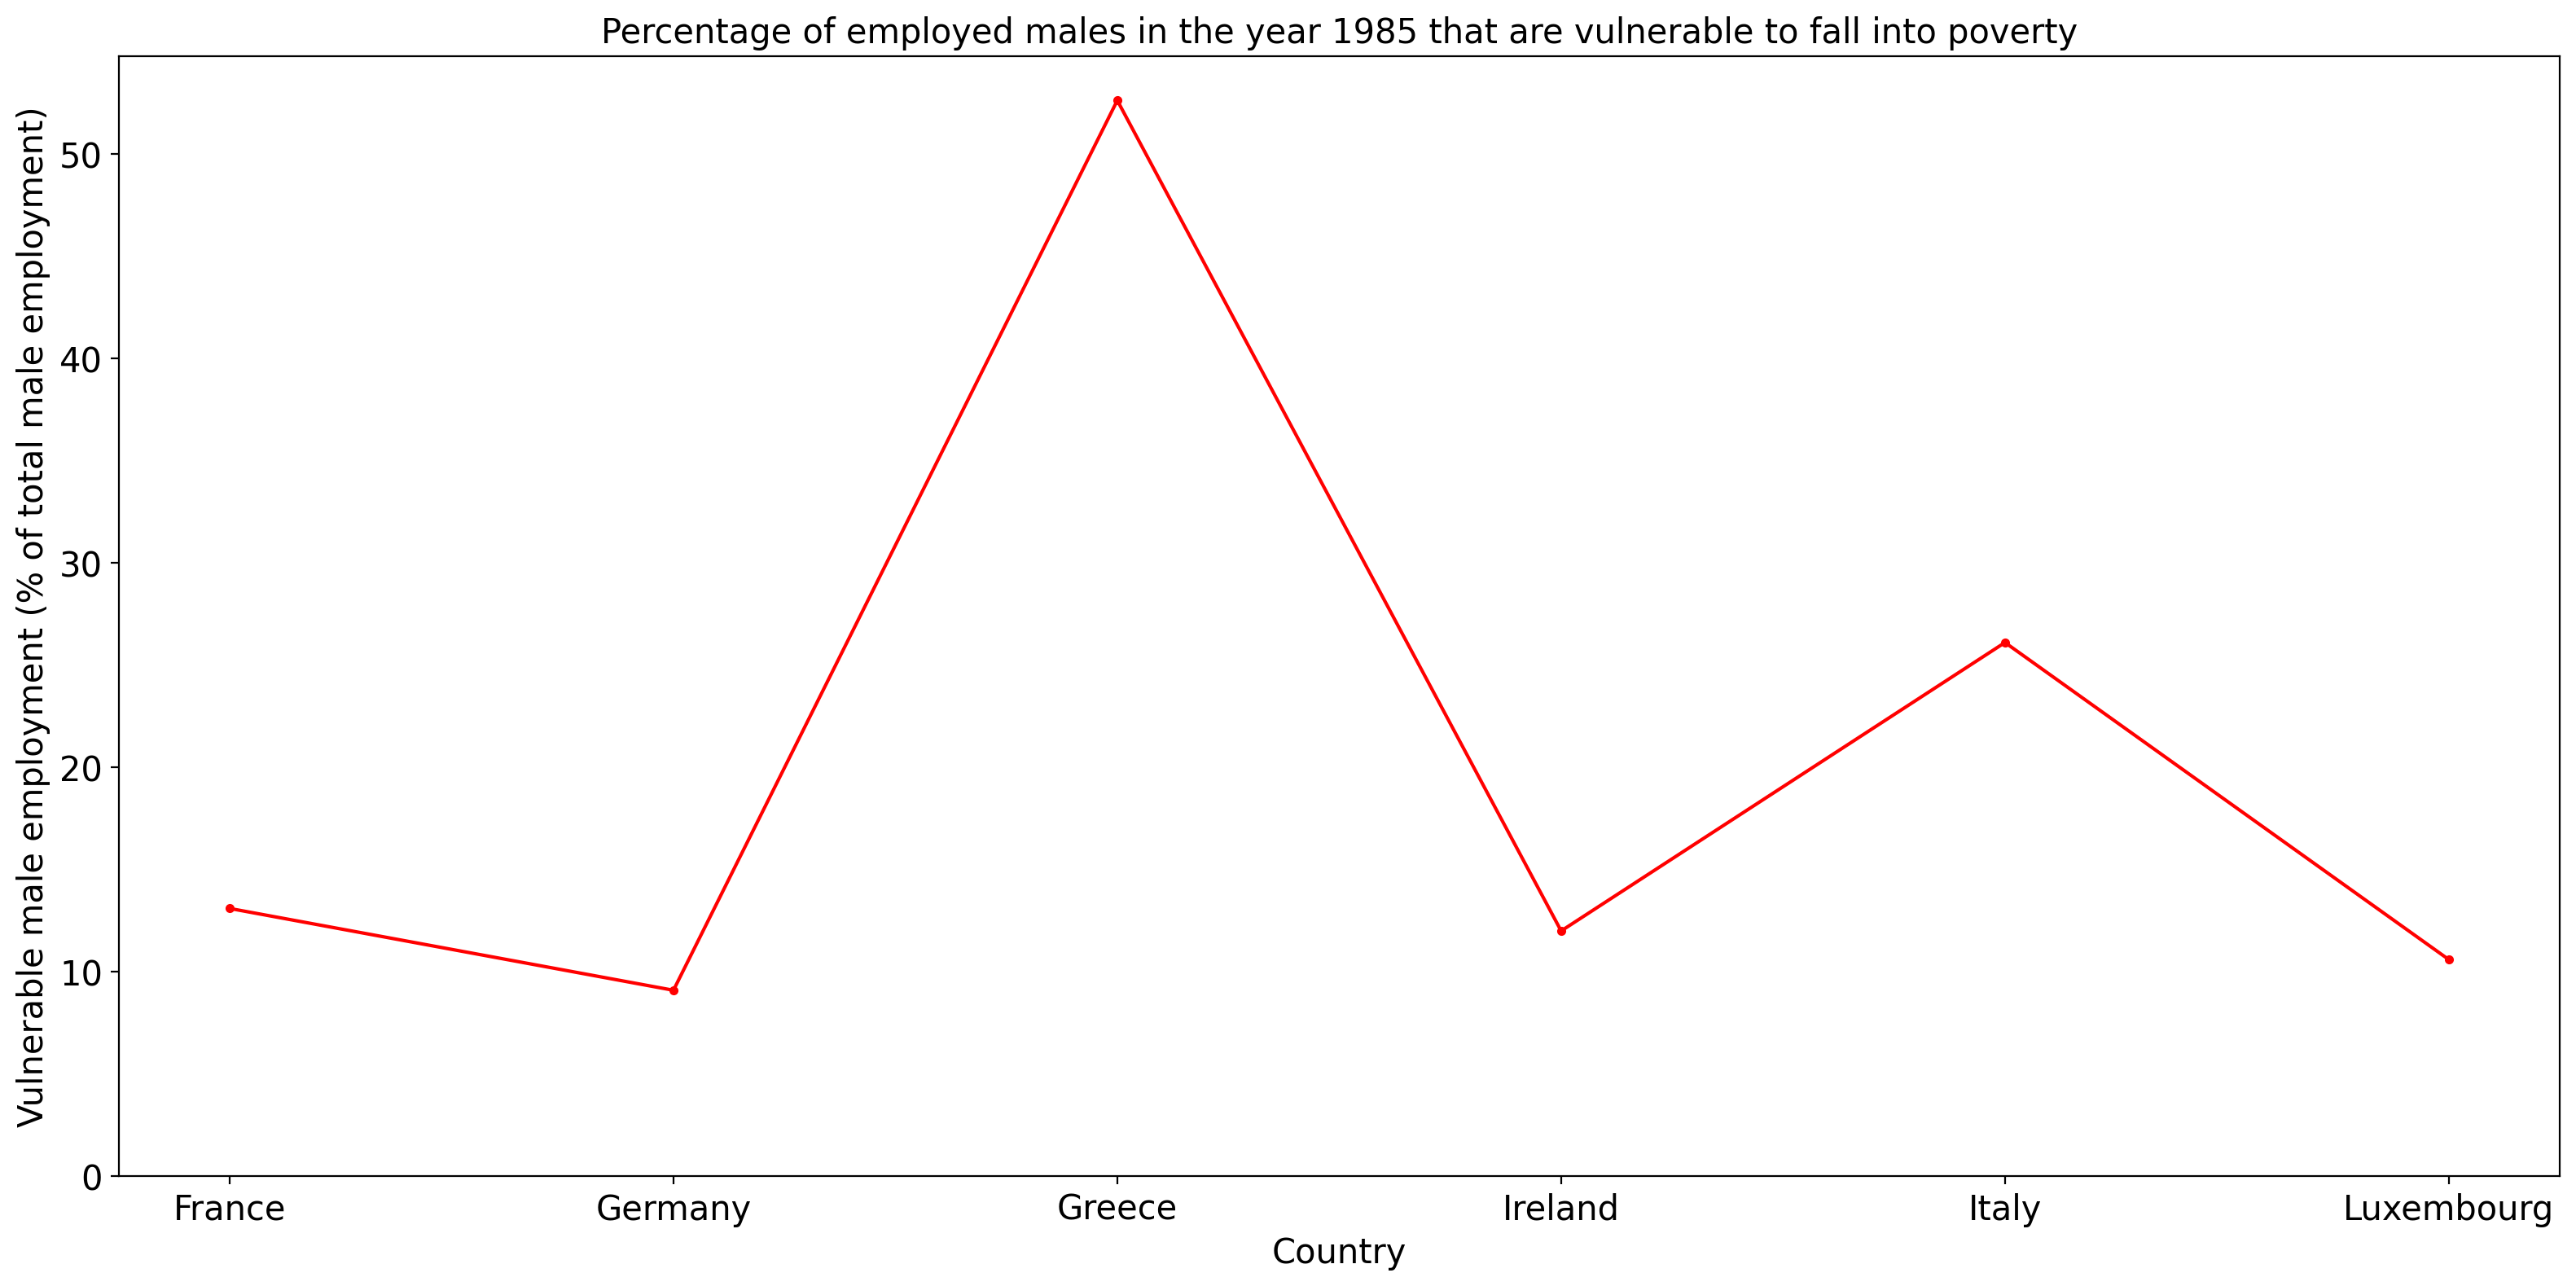 Percentage of employed males in the year 1985 that are vulnerable to fall into poverty
Vulnerable male employment (% of total male employment)
50
40
30
20
10
0
France Germany Greece Ireland Italy Luxembourg
Country